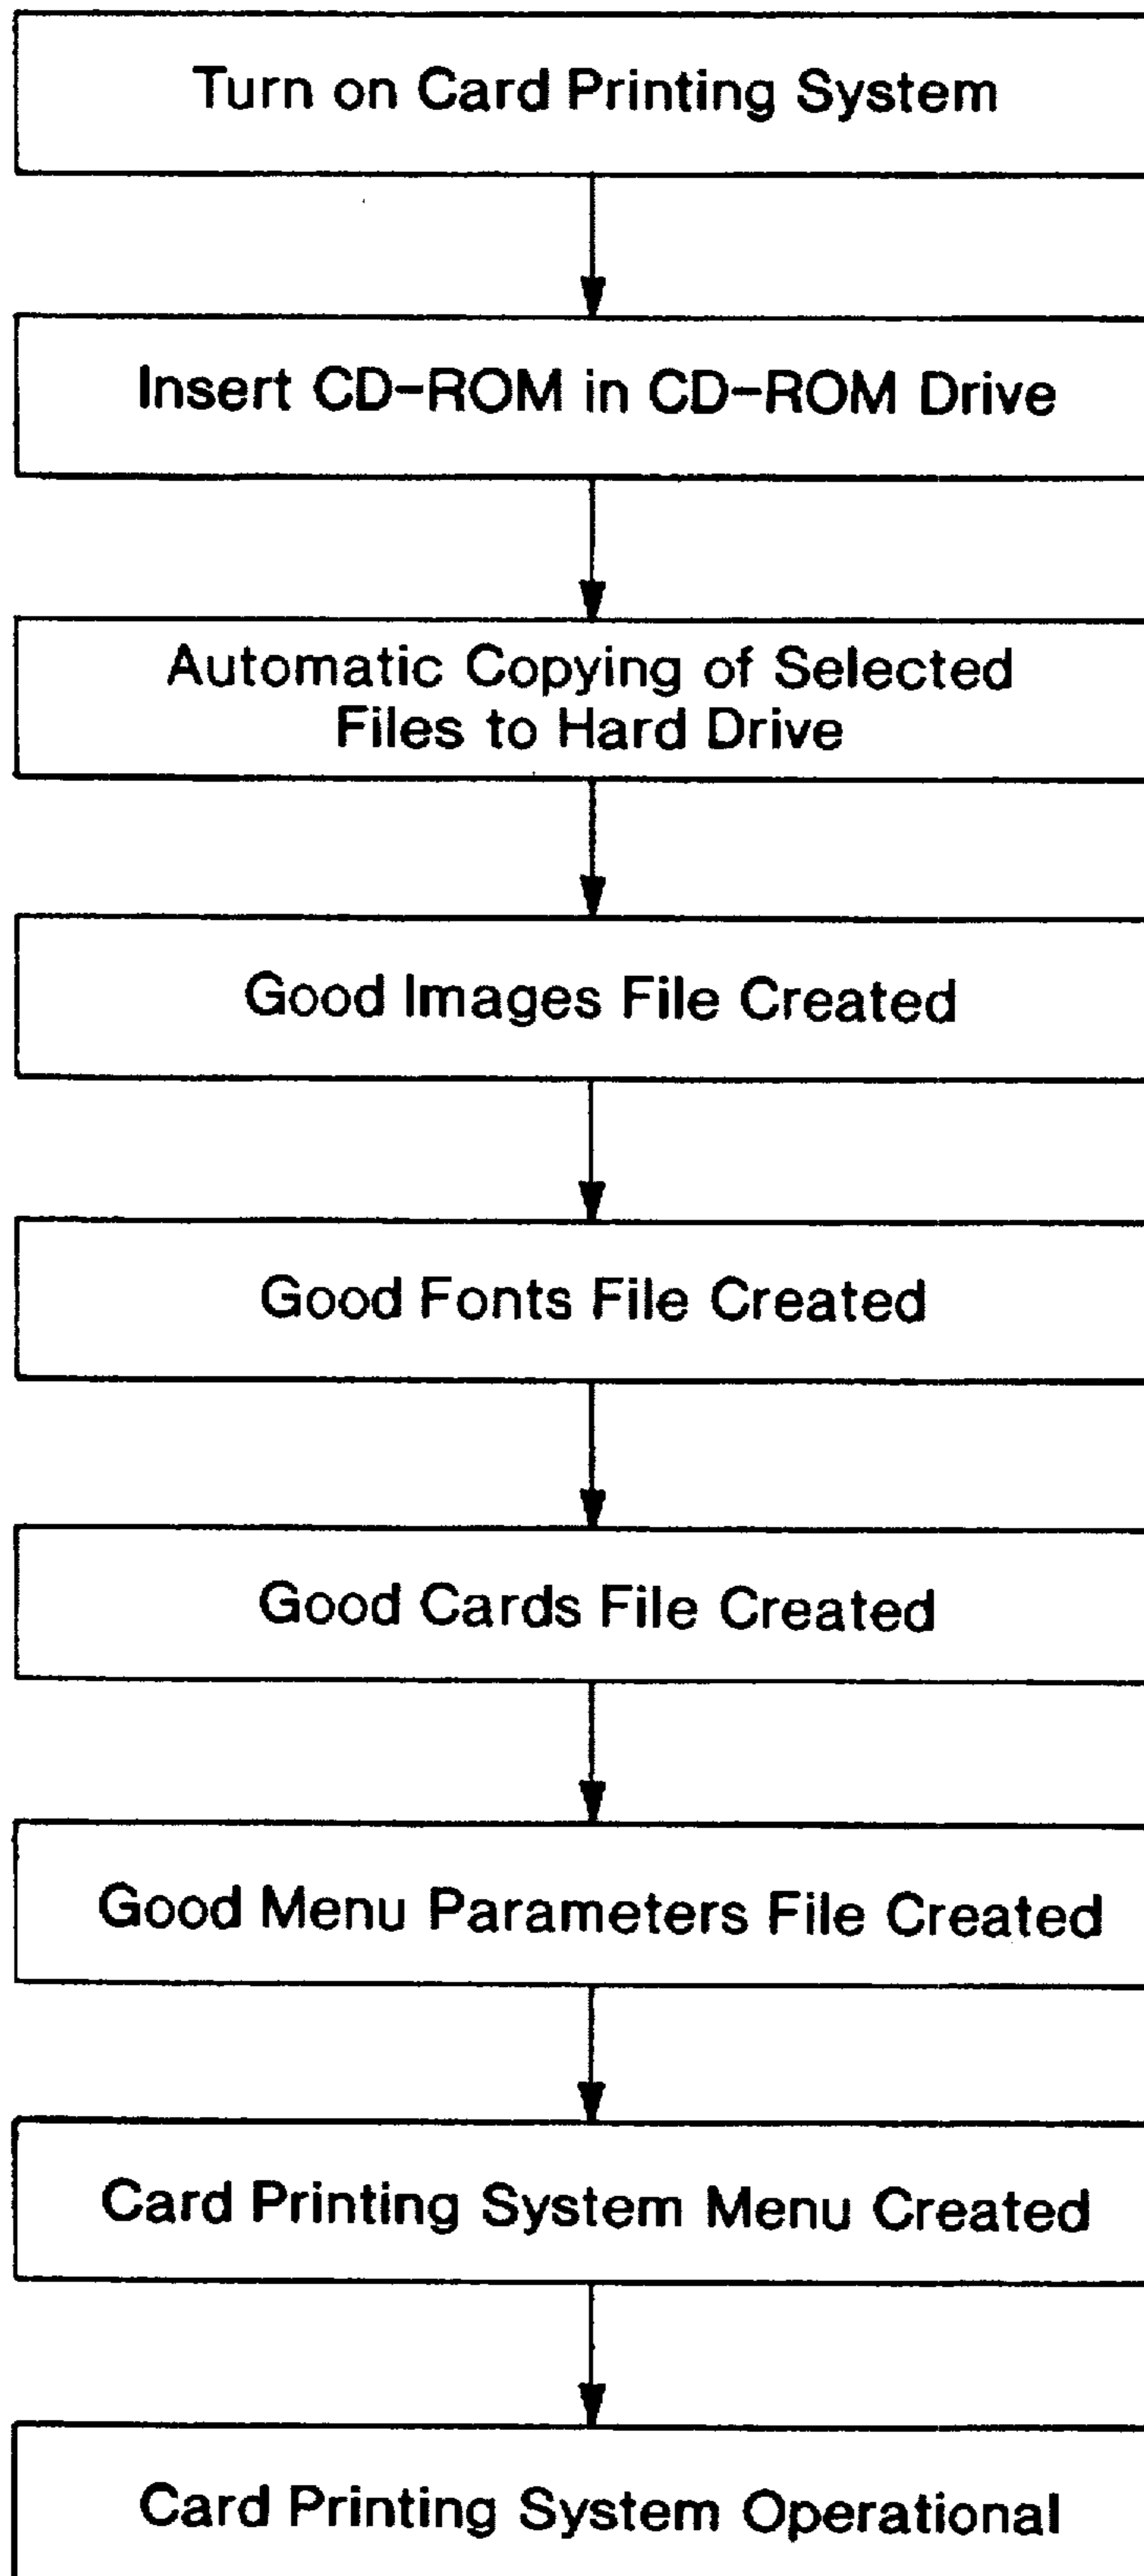 Turn on Card Printing System
Insert CD-ROM in CD-ROM Drive
Automatic Copying of Selected
Files to Hard Drive
Good Images File Created
Good Fonts File Created
Good Cards File Created
Good Menu Parameters File Created
Card Printing System Menu Created
Card Printing System Operational